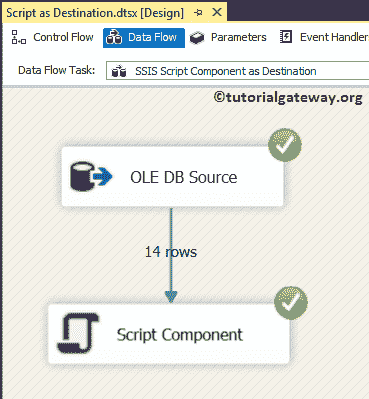 Script as Destination.dtsx [Design]
Control Flow Data Flow Parameters Event Handler
Data Flow Task: SSIS Script Component as Destination
©tutorialgateway.org
OLE DB Source
14 rows
Script Component